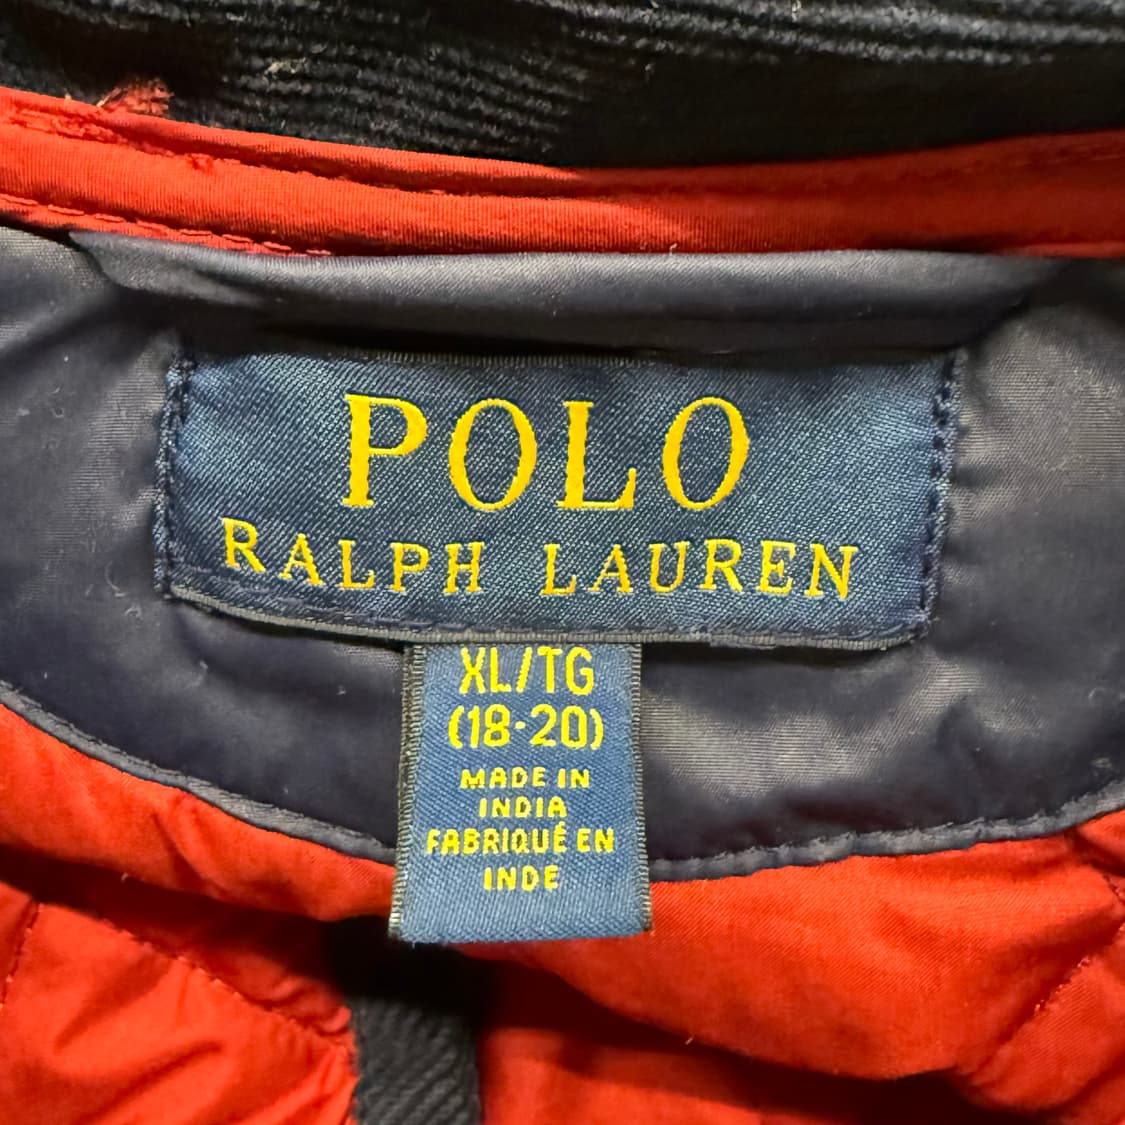 POLO
RALPH LAUREN
XL/TG
(18-20)
MADE IN
INDIA
FABRIQUÉ EN
INDE